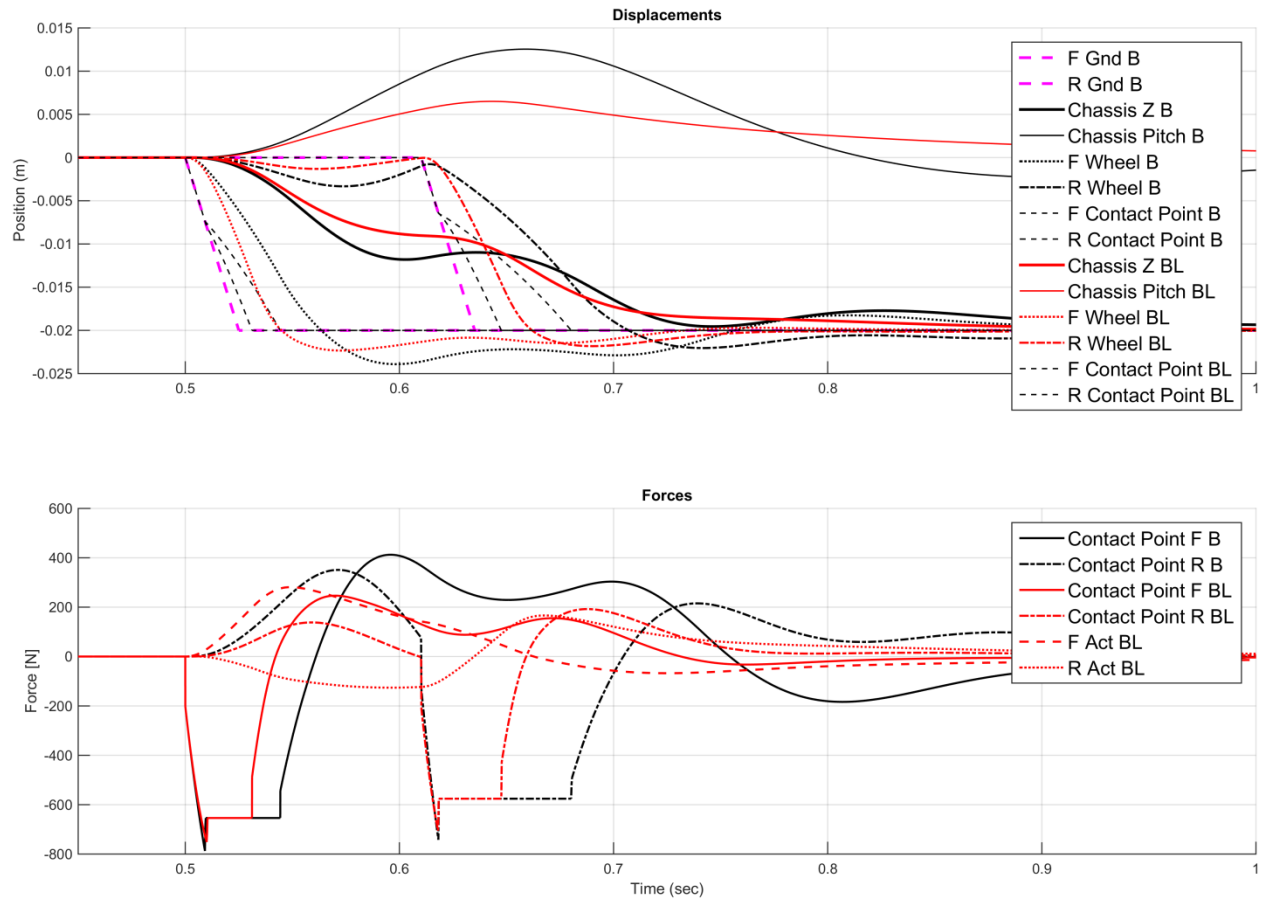 Displacements
0.015
0.01
0.005
0
-0.005
-0.01
-0.015
-0.02
-0.025
Position (m)
0.5
0.6
0.7
0.8
1
F Gnd B
R Gnd B
Chassis Z B
Chassis Pitch B
F Wheel B
R Wheel B
F Contact Point B
R Contact Point B
Chassis Z BL
Chassis Pitch BL
F Wheel BL
R Wheel BL
F Contact Point BL
R Contact Point BL
Forces
600
400
200
0
-200
-400
-600
-800
Force [N]
0.5
0.6
0.7
0.8
0.9
1
Time (sec)
Contact Point F B
Contact Point R B
Contact Point F BL
Contact Point R BL
F Act BL
R Act BL